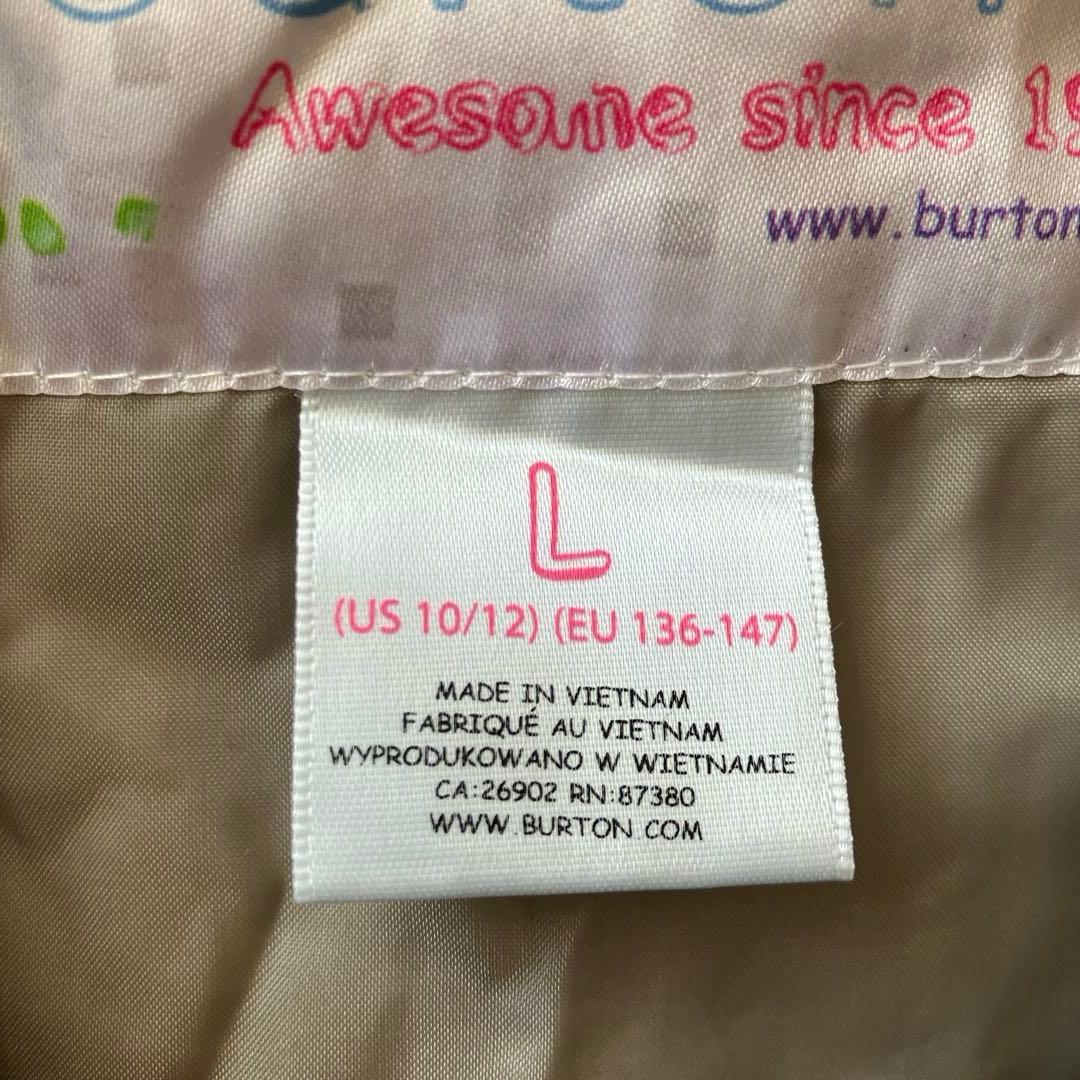 Awesome since 19
www.burton
L
(US 10/12) (EU 136-147)
MADE IN VIETNAM
FABRIQUÉ AU VIETNAM
WYPRODUKOWANO W WIETNAMIE
CA:26902 RN:87380
WWW.BURTON.COM